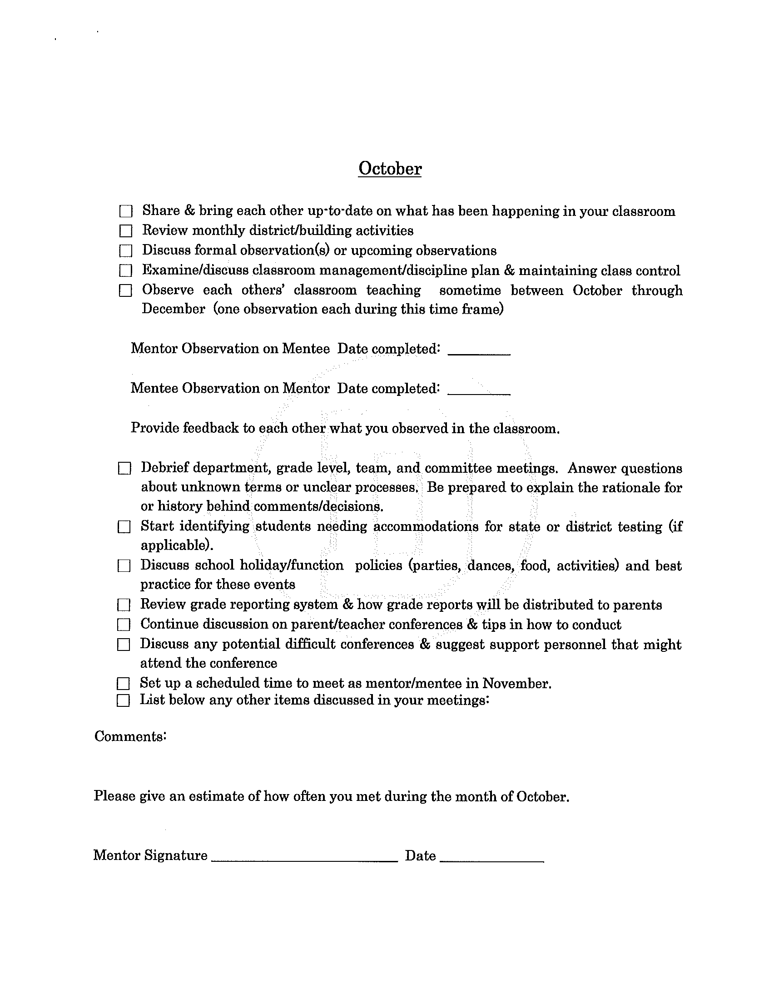 October
☐ Share & bring each other up-to-date on what has been happening in your classroom
☐ Review monthly district/building activities
☐ Discuss formal observation(s) or upcoming observations
☐ Examine/discuss classroom management/discipline plan & maintaining class control
☐ Observe each others' classroom teaching sometime between October through
December (one observation each during this time frame)
Mentor Observation on Mentee Date completed: ________
Mentee Observation on Mentor Date completed: ________
Provide feedback to each other what you observed in the classroom.
☐ Debrief department, grade level, team, and committee meetings. Answer questions
about unknown terms or unclear processes. Be prepared to explain the rationale for
or history behind comments/decisions.
☐ Start identifying students needing accommodations for state or district testing (if
applicable).
☐ Discuss school holiday/function policies (parties, dances, food, activities) and best
practice for these events
☐ Review grade reporting system & how grade reports will be distributed to parents
☐ Continue discussion on parent/teacher conferences & tips in how to conduct
☐ Discuss any potential difficult conferences & suggest support personnel that might
attend the conference
☐ Set up a scheduled time to meet as mentor/mentee in November.
☐ List below any other items discussed in your meetings:
Comments:
Please give an estimate of how often you met during the month of October.
Mentor Signature ________________________ Date ______________